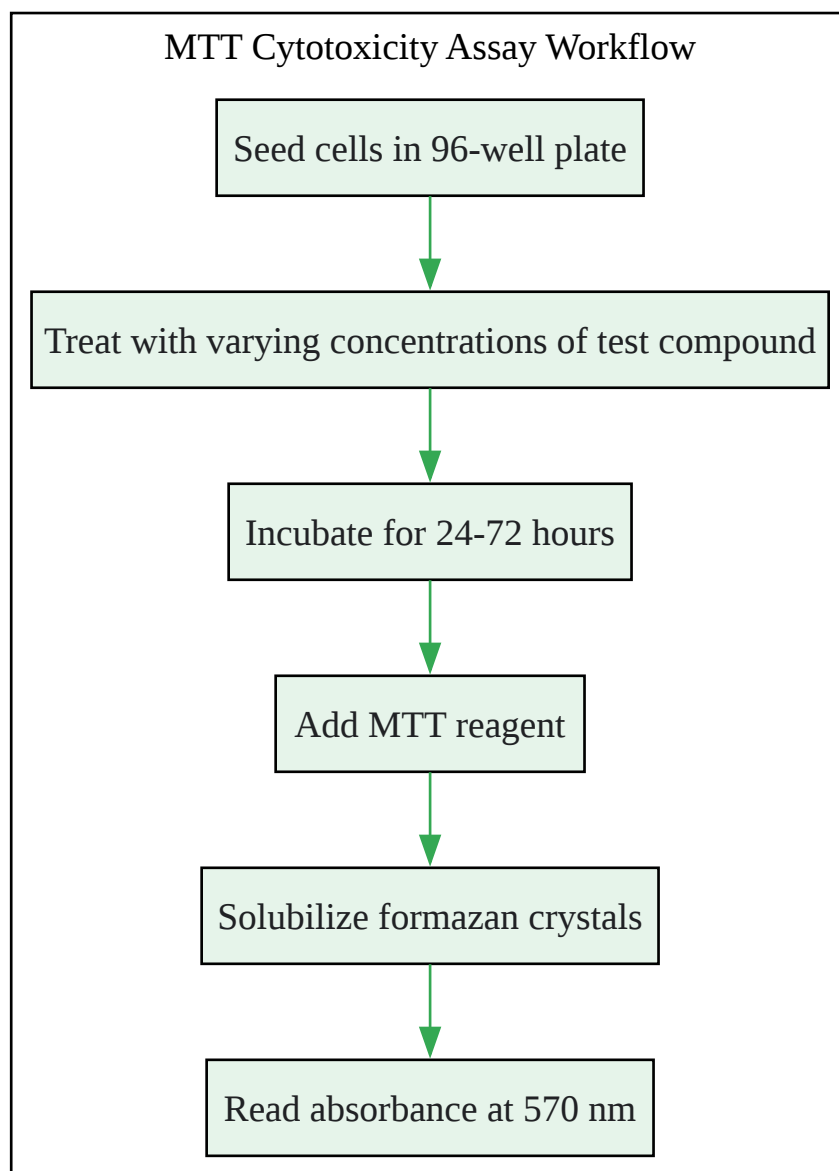 MTT Cytotoxicity Assay Workflow
Seed cells in 96-well plate
Treat with varying concentrations of test compound
Incubate for 24-72 hours
Add MTT reagent
Solubilize formazan crystals
Read absorbance at 570 nm